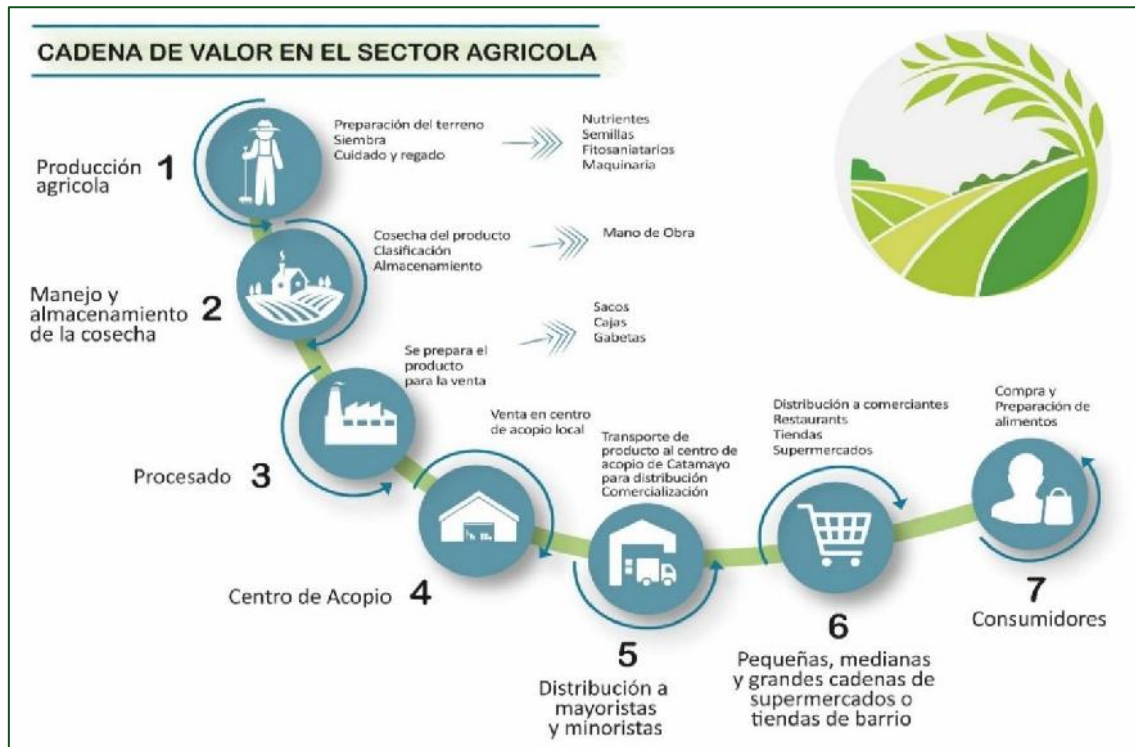 CADENA DE VALOR EN EL SECTOR AGRICOLA
Producción
agricola
1
Preparación del terreno
Siembra
Cuidado y regado
Nutrientes
Semillas
Fitosaniatarios
Maquinaria
Manejo y
almacenamiento
de la cosecha
2
Cosecha del producto
Clasificación
Almacenamiento
Mano de Obra
Procesado
3
Se prepara el
producto
para la venta
Sacos
Cajas
Gabetas
Centro de Acopio
4
Venta en centro
de acopio local
Transporte de
producto al centro de
acopio de Catamayo
para distribución
Comercialización
5
Distribución a
mayoristas
y minoristas
Distribución a comerciantes
Restaurants
Tiendas
Supermercados
6
Pequeñas, medianas
y grandes cadenas de
supermercados o
tiendas de barrio
Compra y
Preparación de
alimentos
7
Consumidores